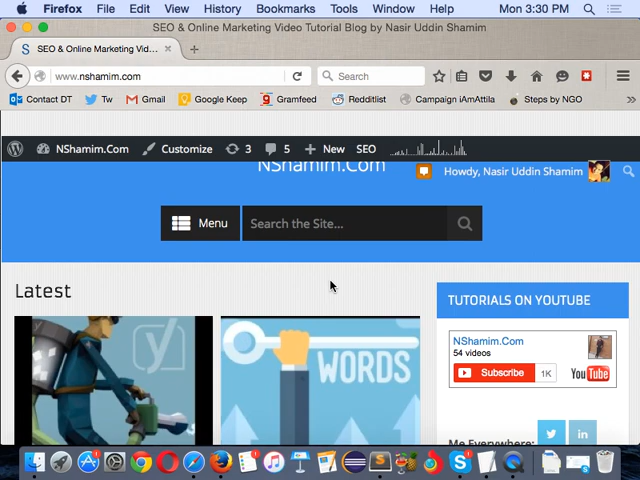 Firefox File Edit View History Bookmarks Tools Window Help Mon 3:30 PM
SEO & Online Marketing Video Tutorial Blog by Nasir Uddin Shamim
S SEO & Online Marketing Vid...
www.nshamim.com
Search
Contact DT Tw Gmail Google Keep Gramfeed Redditlist Campaign iAmAttila Steps by NGO
NShamim.Com Customize 3 5 New SEO
NShamim.Com
Howdy, Nasir Uddin Shamim
Menu
Search the Site...
Latest
TUTORIALS ON YOUTUBE
NShamim.Com
54 videos
Subscribe 1K YouTube
WORDS
Me Everywhere: